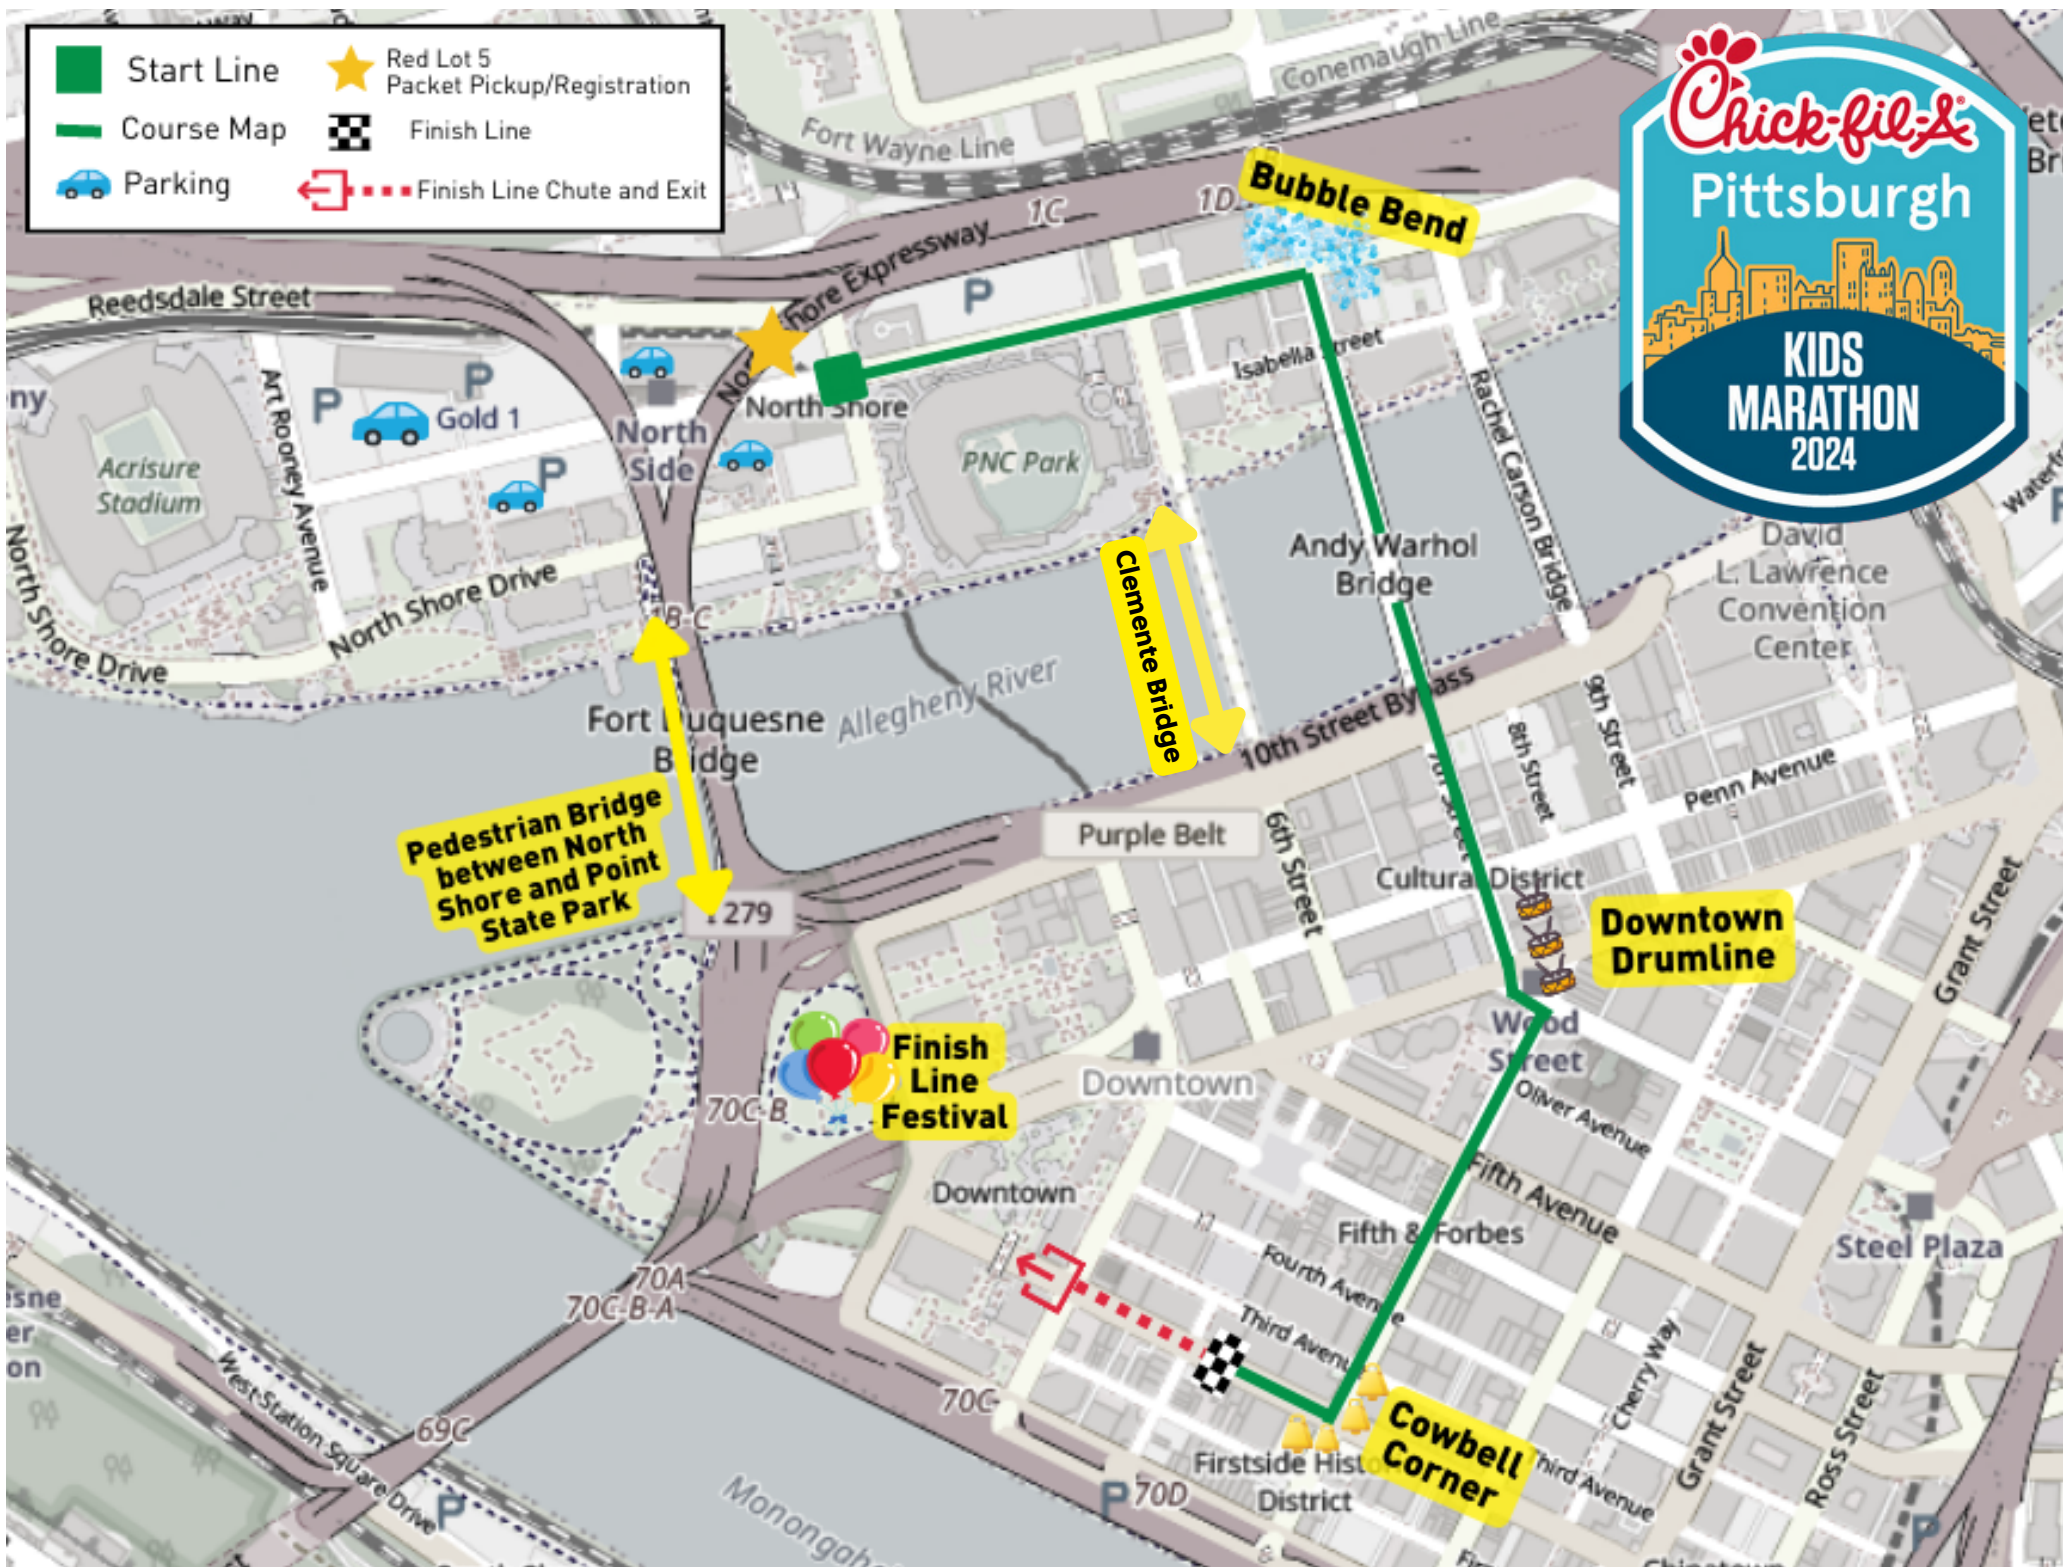 Start Line
Red Lot 5
Packet Pickup/Registration
Course Map
Finish Line
Parking
Finish Line Chute and Exit
Conemaugh Line
Fort Wayne Line
Chick-fil-A
Pittsburgh
KIDS
MARATHON
2024
Bubble Bend
1C
1D
Reedsdale Street
P
Isabella Street
North Shore
Art Rooney Avenue
P
P
Gold 1
North
Side
Rachel Carson Bridge
Acrisure
Stadium
P
PNC Park
Andy Warhol
Bridge
David
L. Lawrence
Convention
Center
Clemente Bridge
North Shore Drive
North Shore Drive
Fort Duquesne
Bridge
Allegheny River
10th Street Bypass
9th Street
8th Street
7th Street
Penn Avenue
Pedestrian Bridge
between North
Shore and Point
State Park
Purple Belt
6th Street
Cultural District
279
Downtown
Drumline
Grant Street
Wood
Street
Finish
Line
Festival
Downtown
70C-B
Oliver Avenue
Fifth Avenue
Downtown
Fifth & Forbes
Steel Plaza
Fourth Avenue
70A
70C-B-A
Third Avenue
Cherry Way
Grant Street
Ross Street
West Station Square Drive
69C
70C
Cowbell
Corner
Firstside Historic
District
Third Avenue
P
P
70D
P